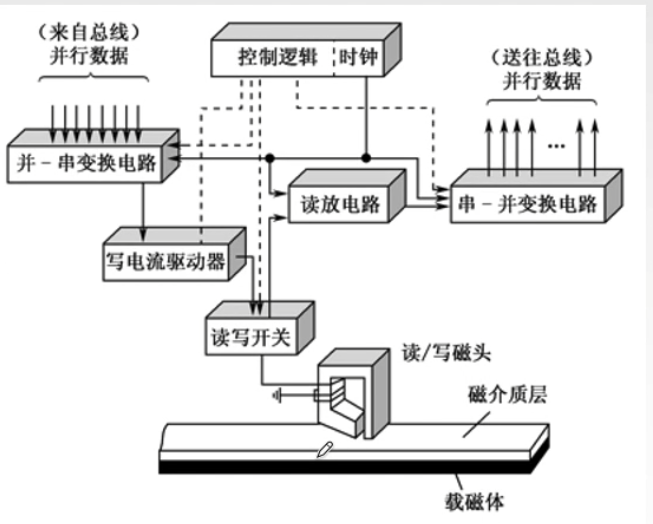 （来自总线）
并行数据
控制逻辑 时钟
（送往总线）
并行数据
并－串变换电路
读放电路
串－并变换电路
写电流驱动器
读写开关
读/写磁头
磁介质层
载磁体